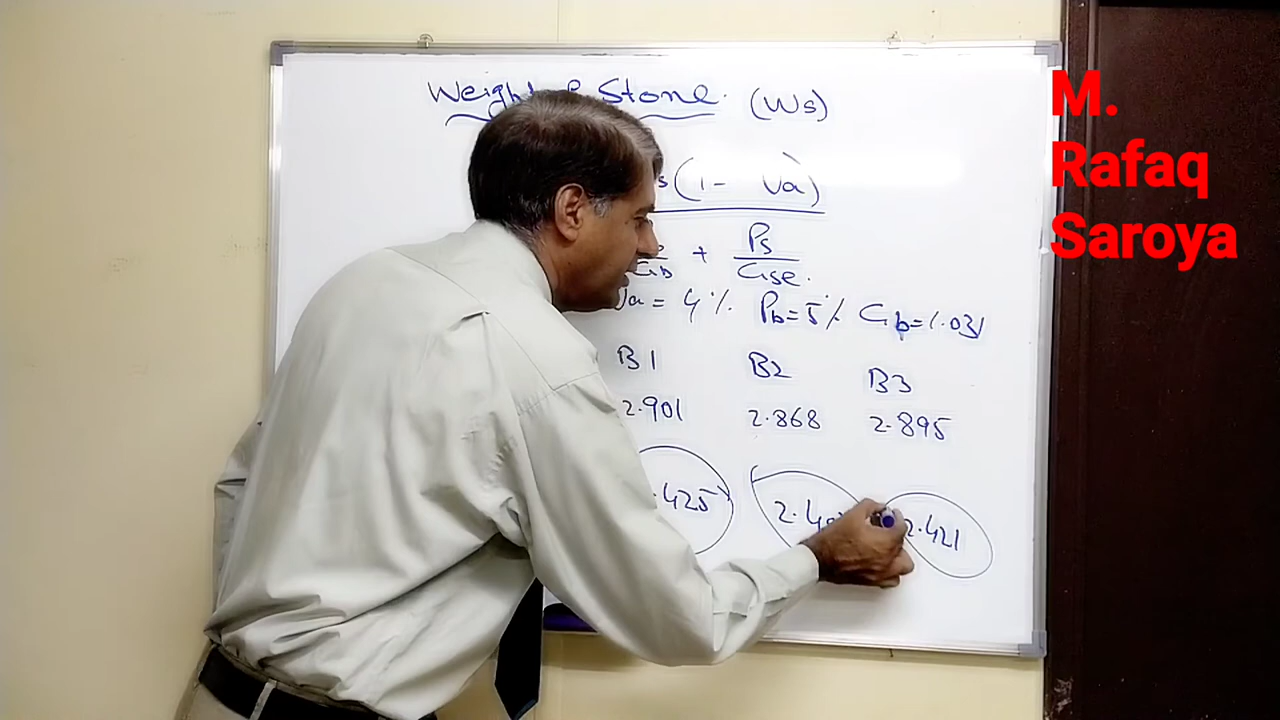 Weight of Stone. (Ws)
(1 - Va)
+ Ps
Gse.
Va = 4% Pb=5% Gb=1.031
B1 B2 B3
2.901 2.868 2.895
.425 2.421
M.
Rafaq
Saroya